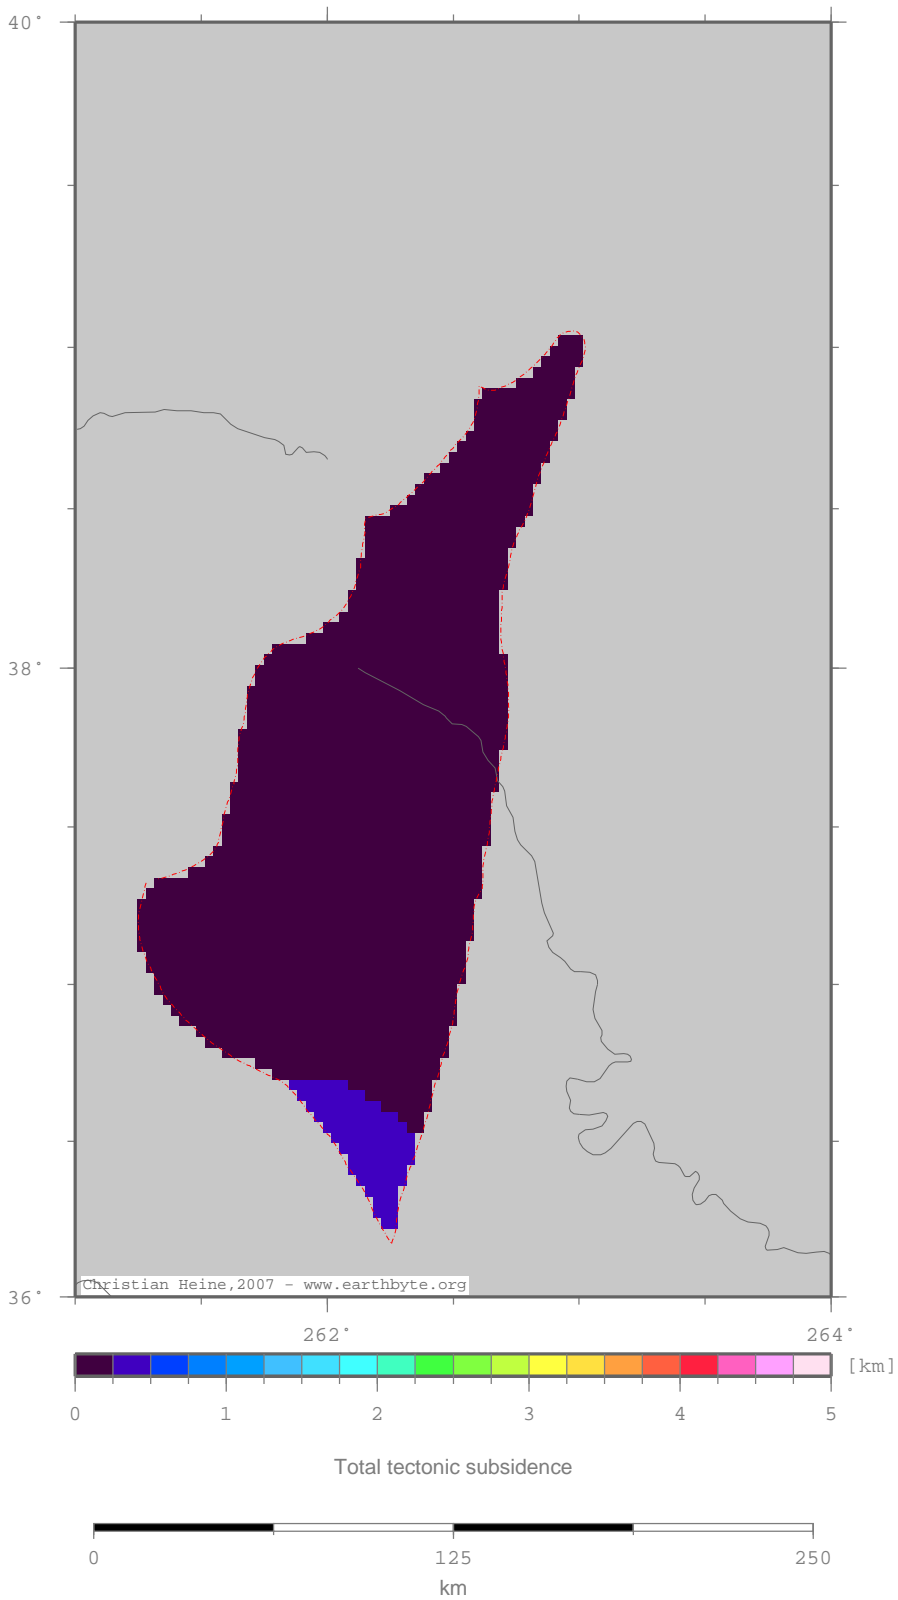 40°
38°
36°
Christian Heine,2007 - www.earthbyte.org
262° 264°
[km]
0 1 2 3 4 5
Total tectonic subsidence
0 125 250
km